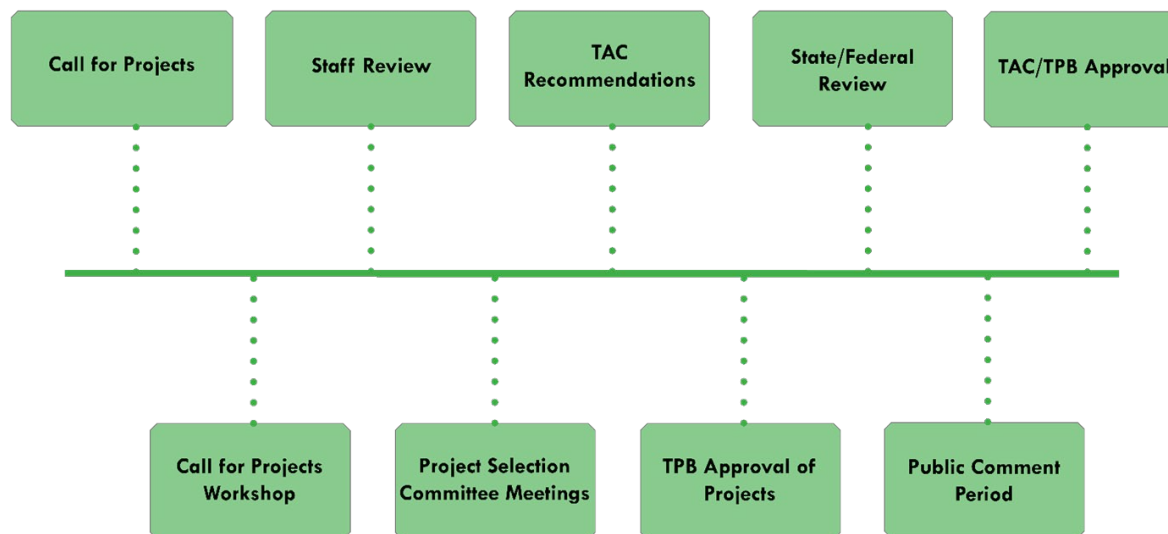 Call for Projects
Staff Review
TAC
Recommendations
State/Federal
Review
TAC/TPB Approval
Call for Projects
Workshop
Project Selection
Committee Meetings
TPB Approval of
Projects
Public Comment
Period